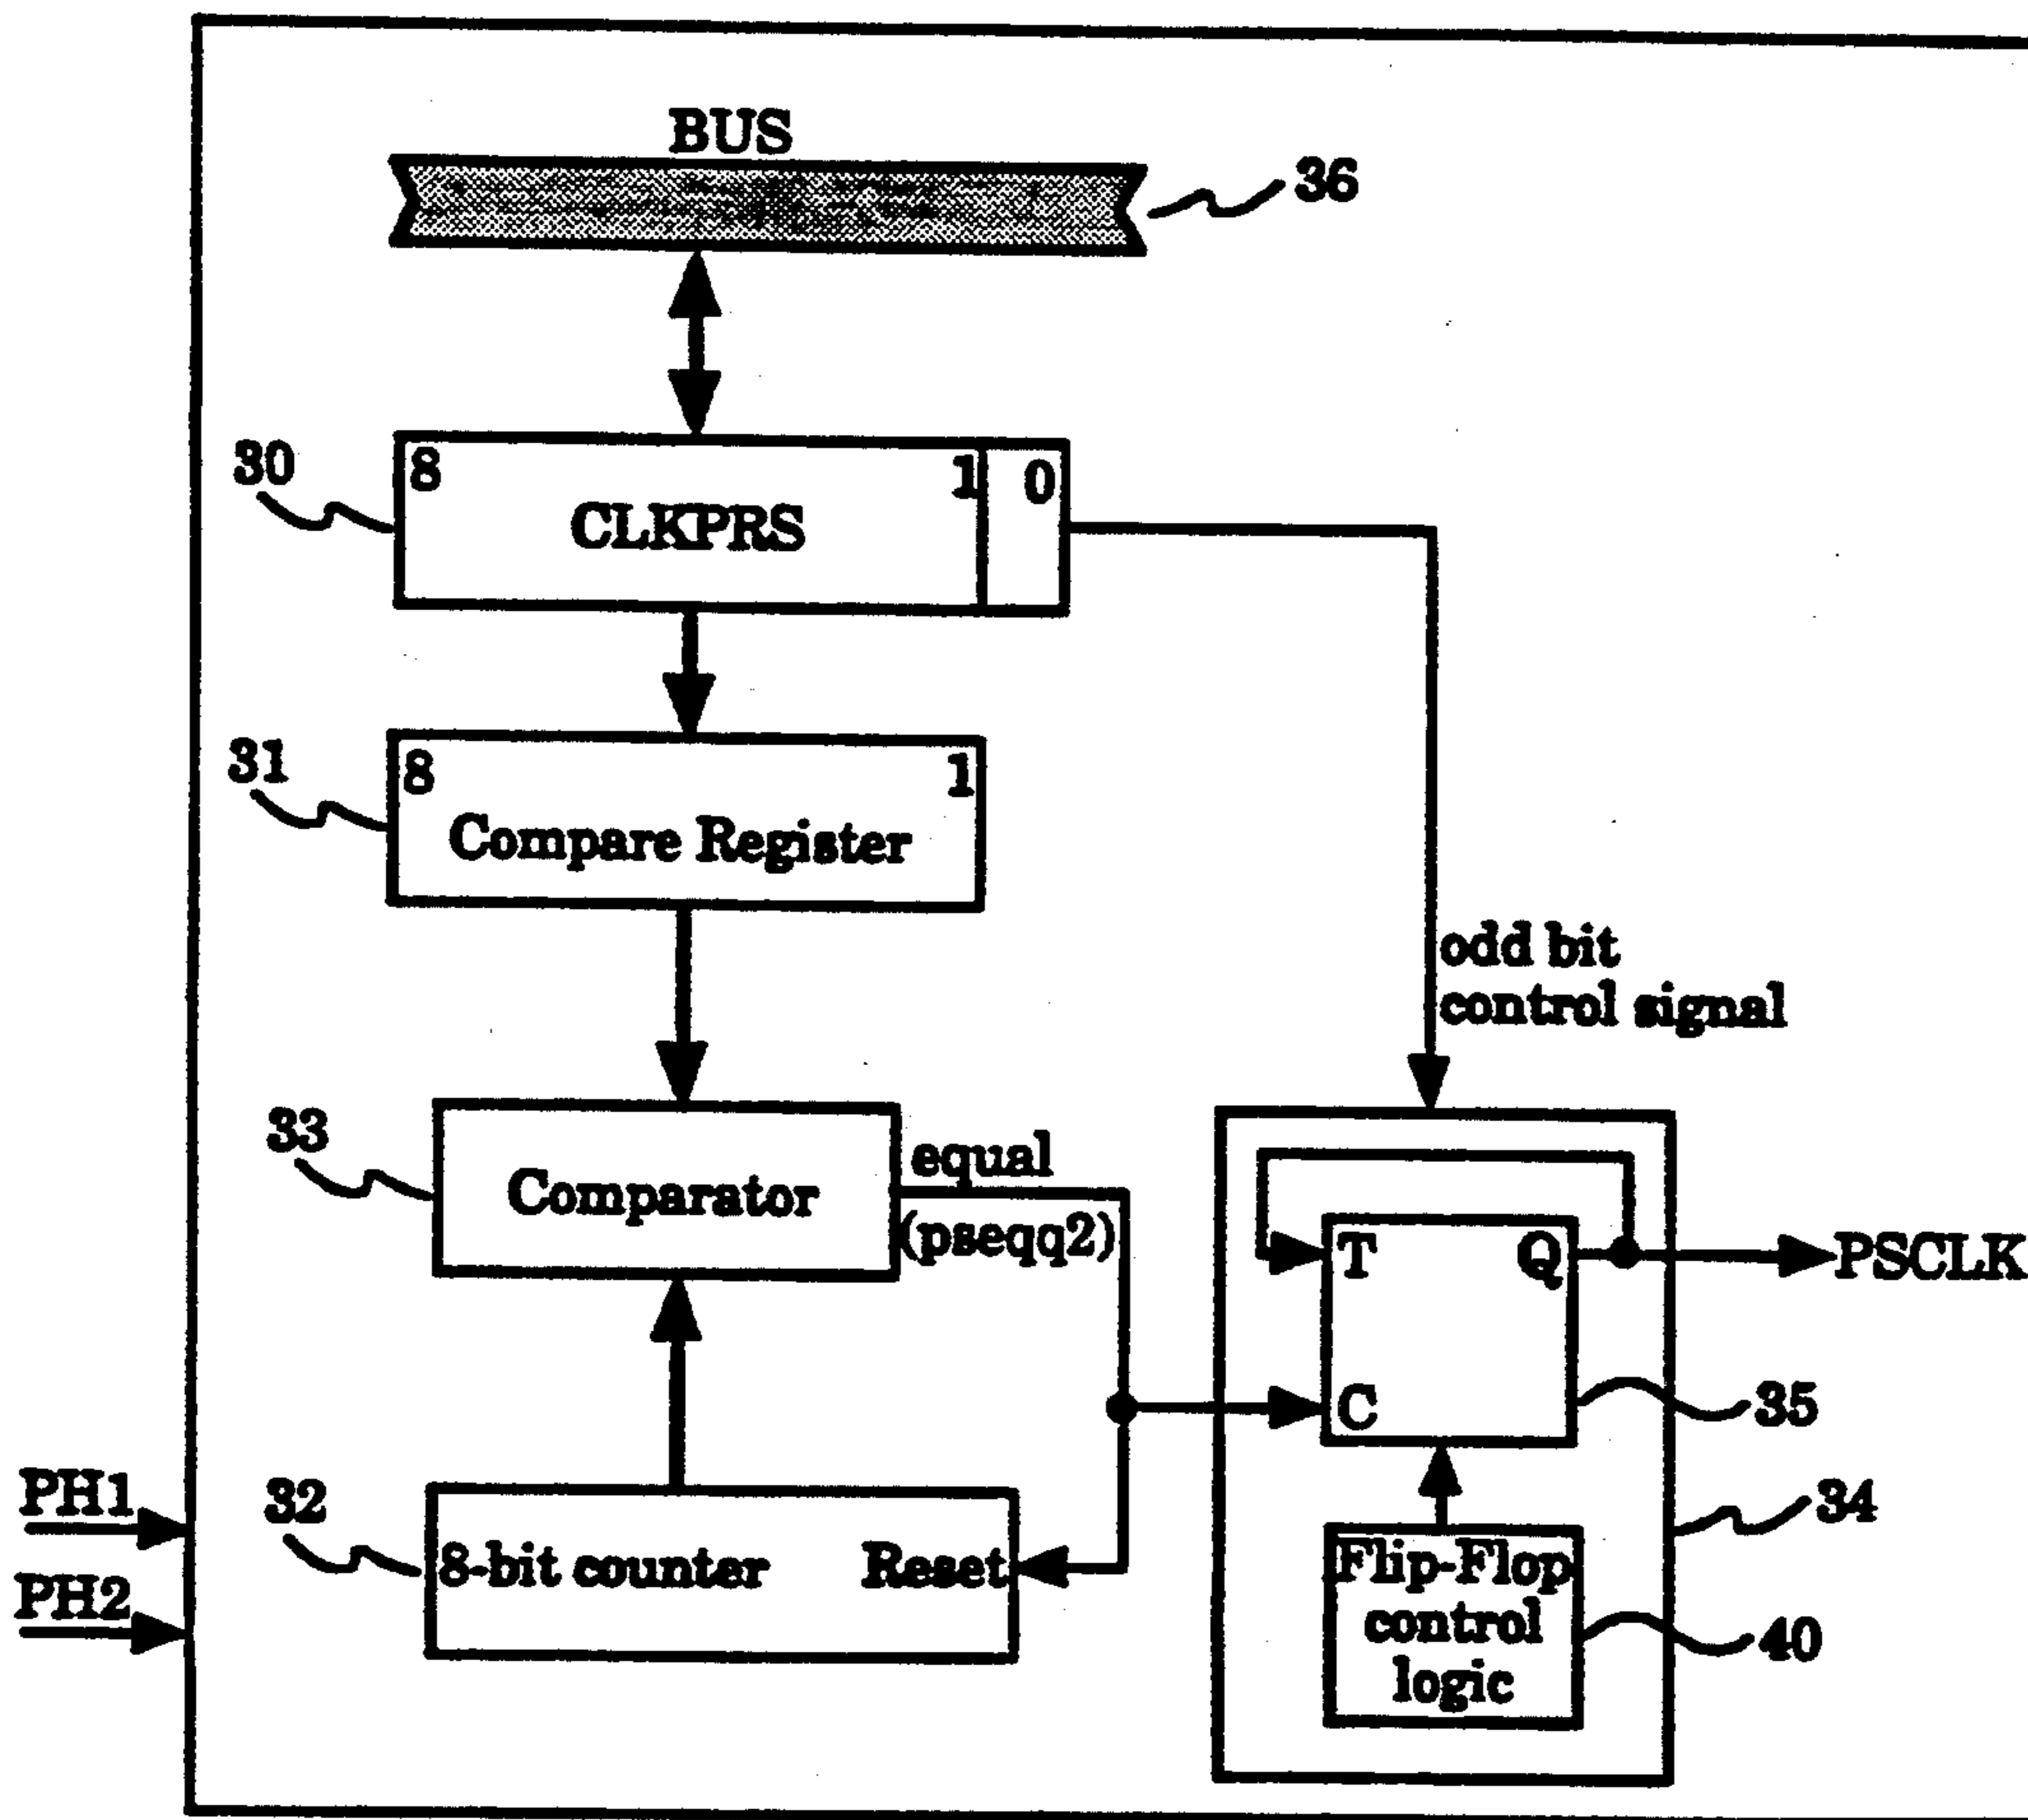 BUS
36
30
8 1 0
CLKPRS
31
8 1
Compare Register
odd bit
control signal
33
Comparator
equal
(pseqq2)
T Q
PSCLK
C
35
PH1
PH2
32
8-bit counter Reset
34
Flip-Flop
control
logic
40